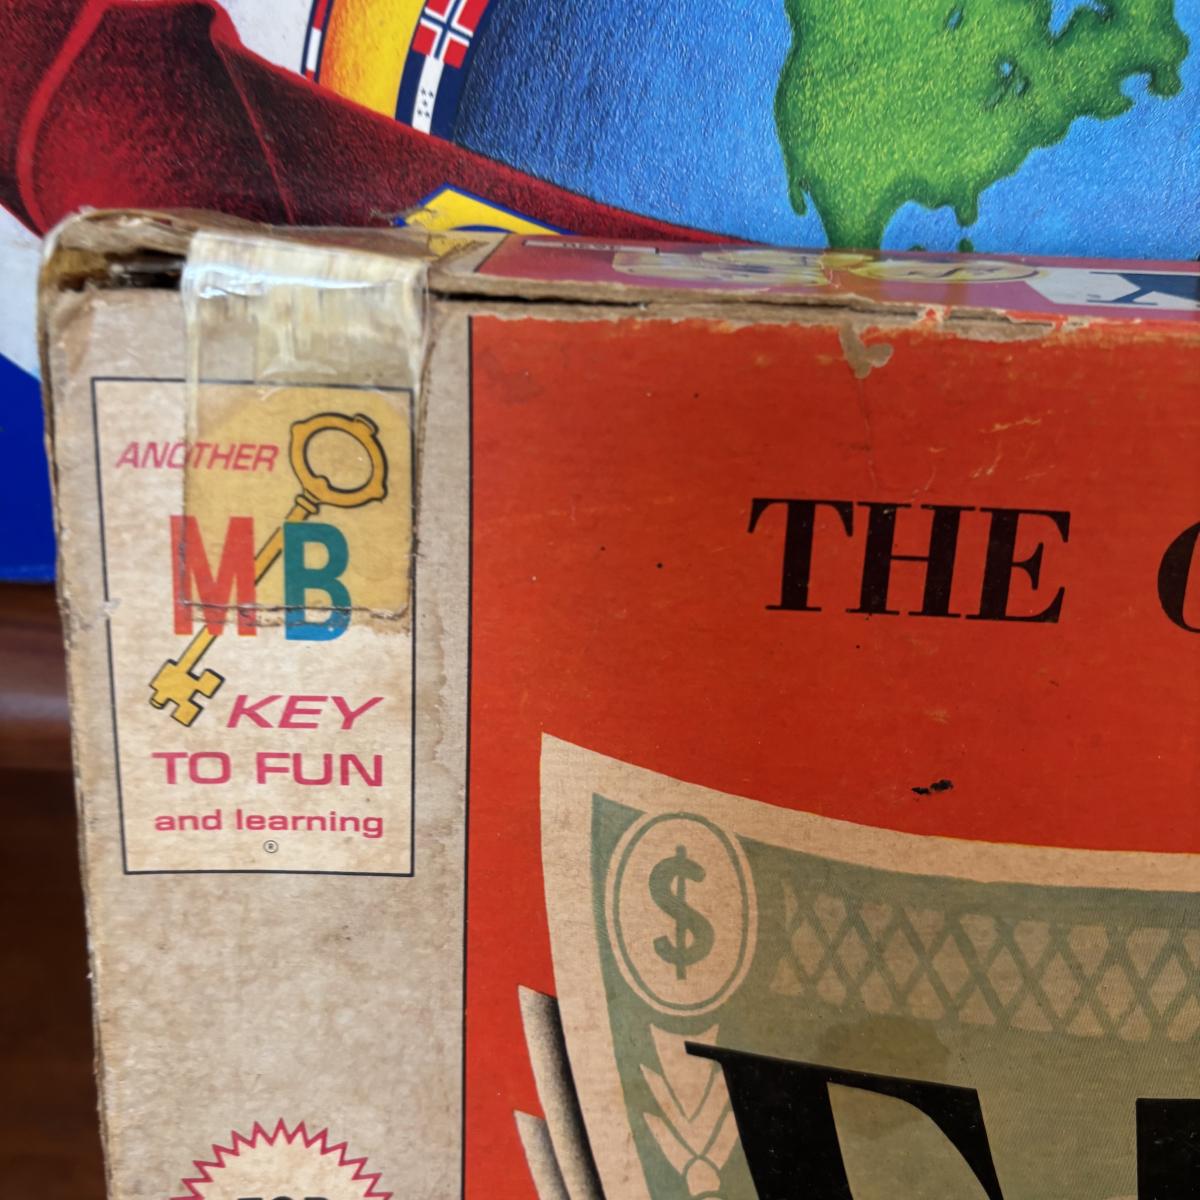 ANOTHER
MB
KEY
TO FUN
and learning
®
THE
$